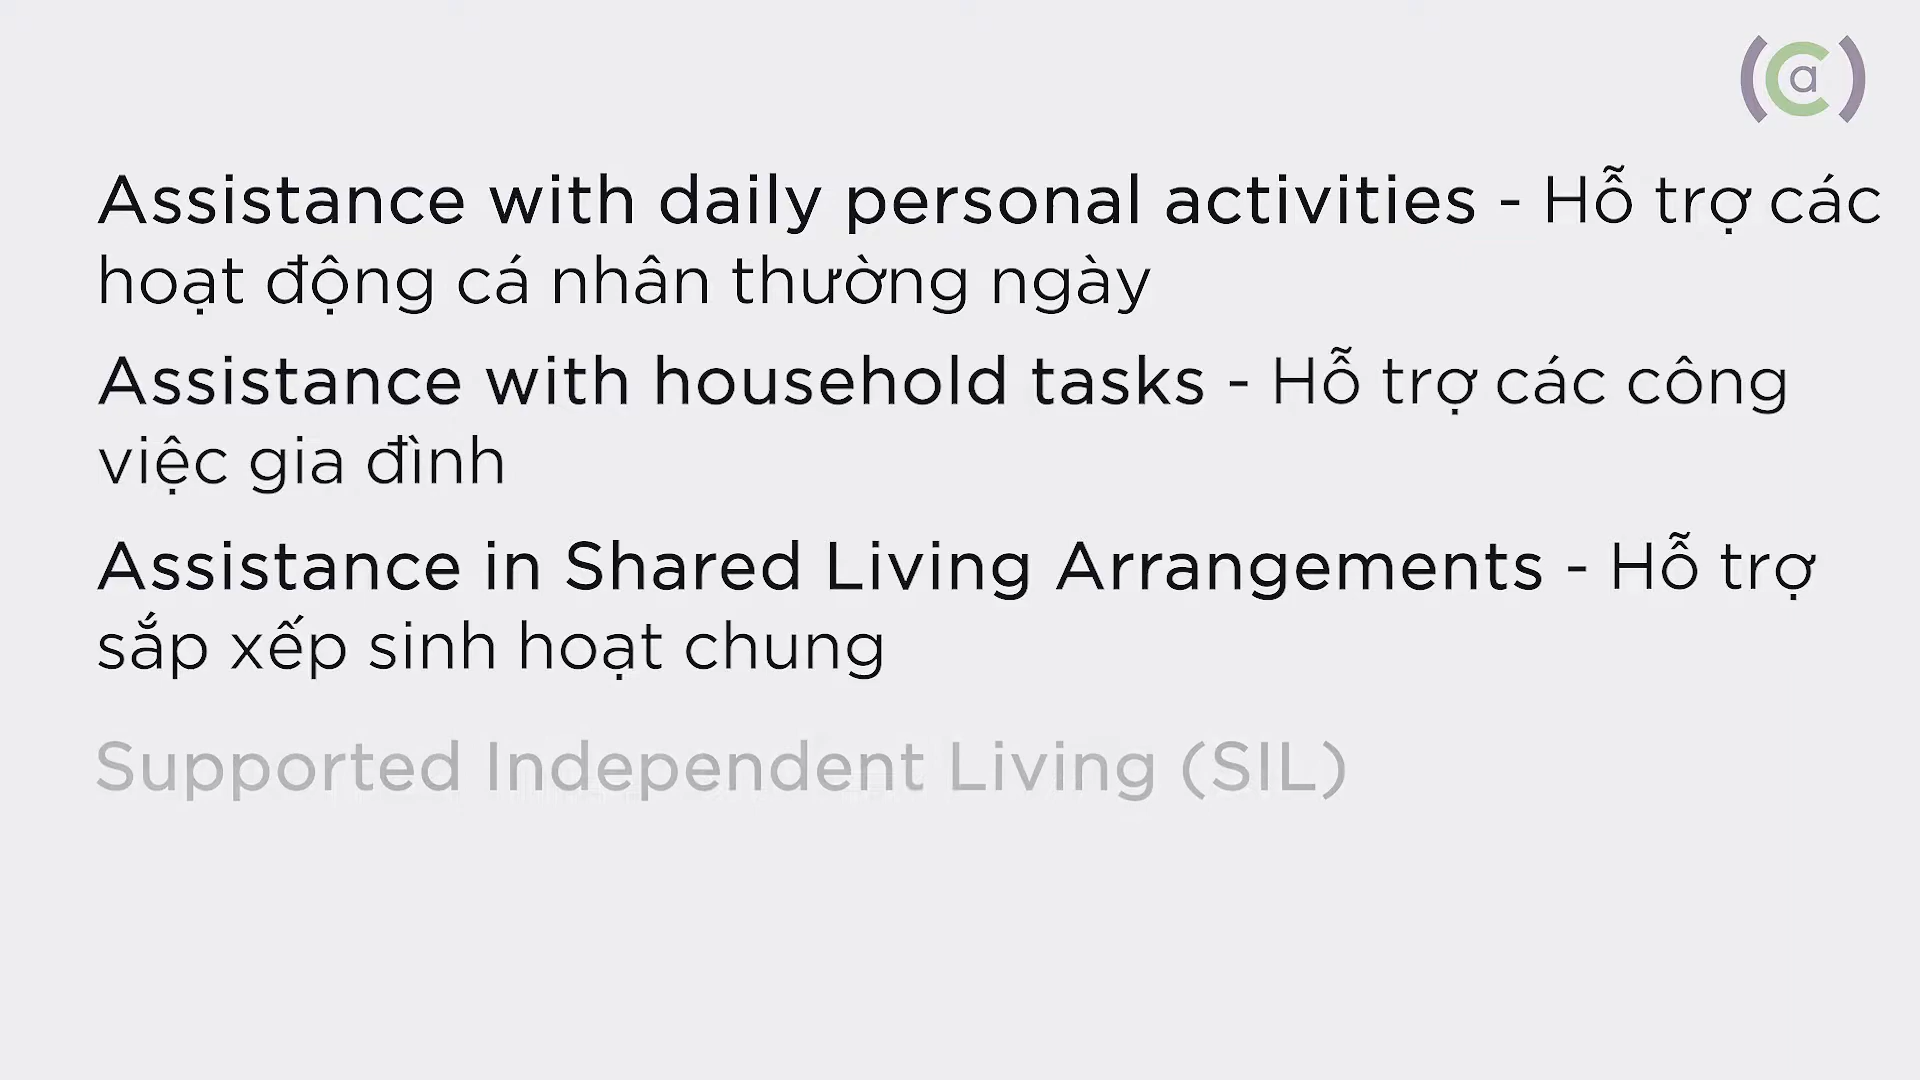 Ca
Assistance with daily personal activities - Hỗ trợ các
hoạt động cá nhân thường ngày
Assistance with household tasks - Hỗ trợ các công
việc gia đình
Assistance in Shared Living Arrangements - Hỗ trợ
sắp xếp sinh hoạt chung
Supported Independent Living (SIL)